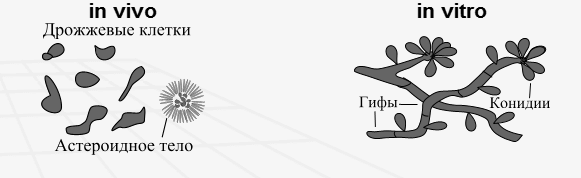 in vivo
Дрожжевые клетки
Астероидное тело
in vitro
Гифы
Конидии